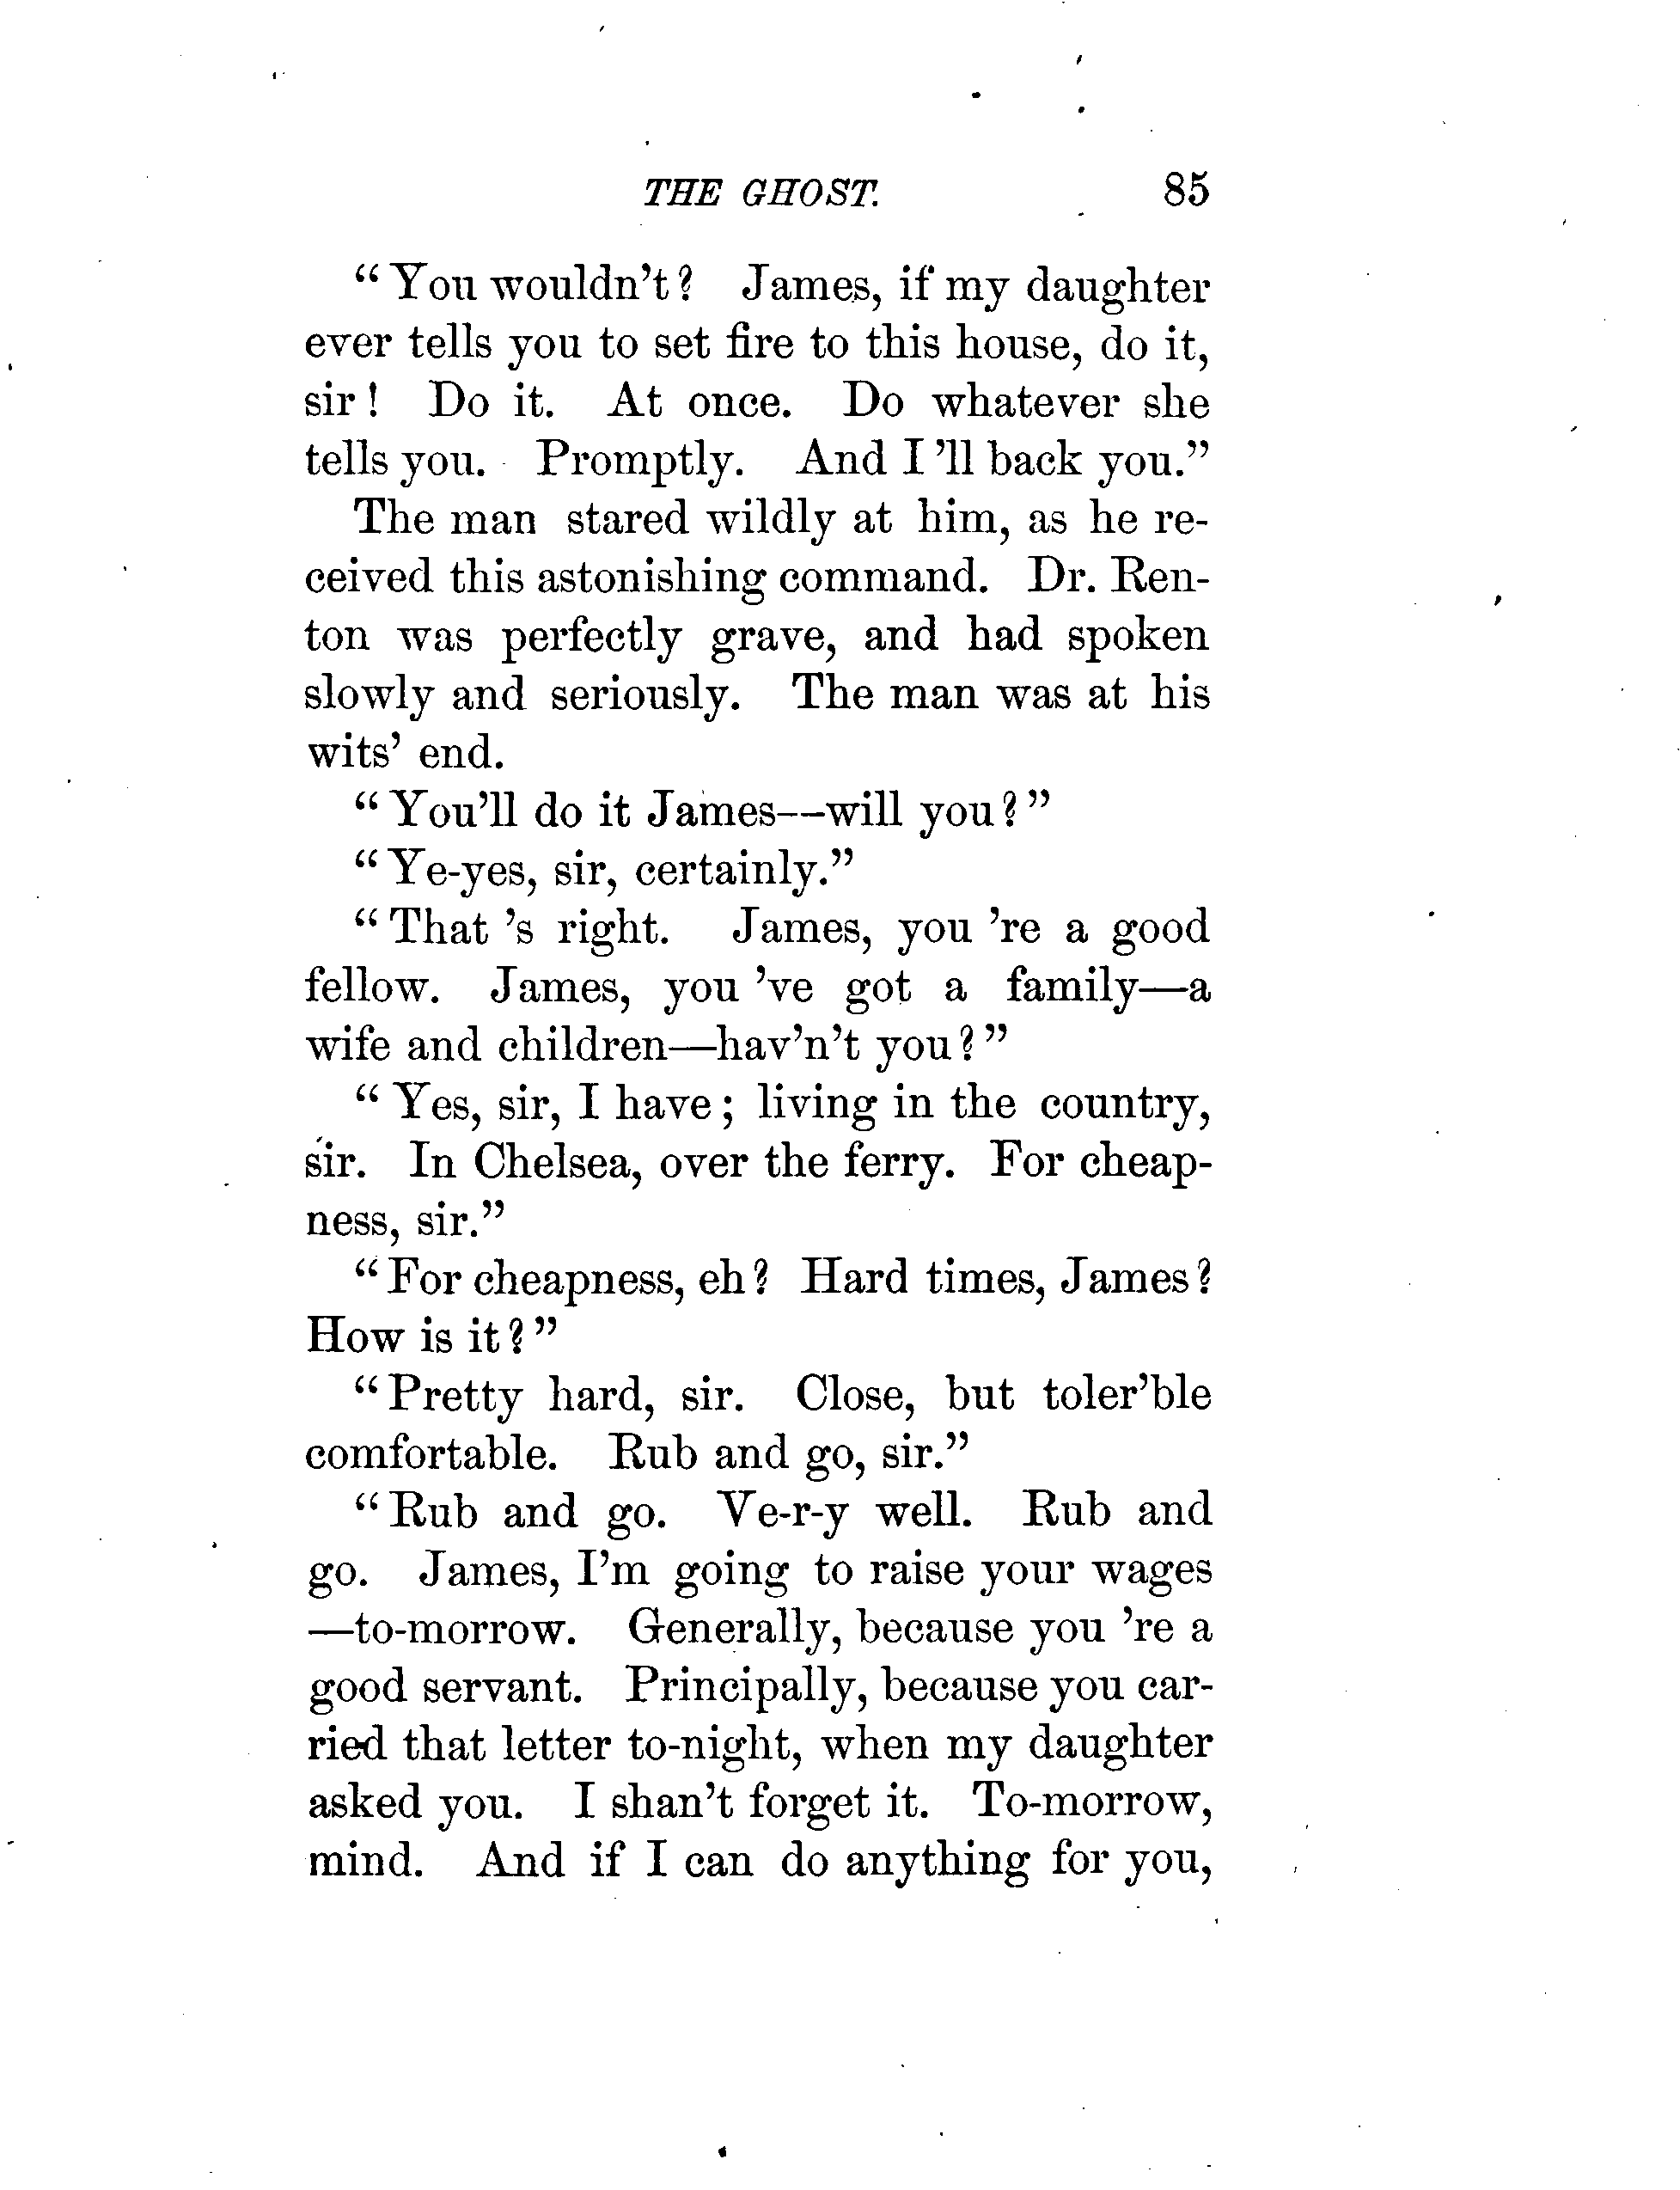 THE GHOST. 85
“You wouldn't? James, if my daughter
ever tells you to set fire to this house, do it,
sir! Do it. At once. Do whatever she
tells you. Promptly. And I 'll back you.”
The man stared wildly at him, as he re-
ceived this astonishing command. Dr. Ren-
ton was perfectly grave, and had spoken
slowly and seriously. The man was at his
wits' end.
“You'll do it James--will you?”
“Ye-yes, sir, certainly.”
“That 's right. James, you 're a good
fellow. James, you 've got a family—a
wife and children—hav'n't you?”
“Yes, sir, I have; living in the country,
sir. In Chelsea, over the ferry. For cheap-
ness, sir.”
“For cheapness, eh? Hard times, James?
How is it?”
“Pretty hard, sir. Close, but toler'ble
comfortable. Rub and go, sir.”
“Rub and go. Ve-r-y well. Rub and
go. James, I'm going to raise your wages
—to-morrow. Generally, because you 're a
good servant. Principally, because you car-
ried that letter to-night, when my daughter
asked you. I shan't forget it. To-morrow,
mind. And if I can do anything for you,